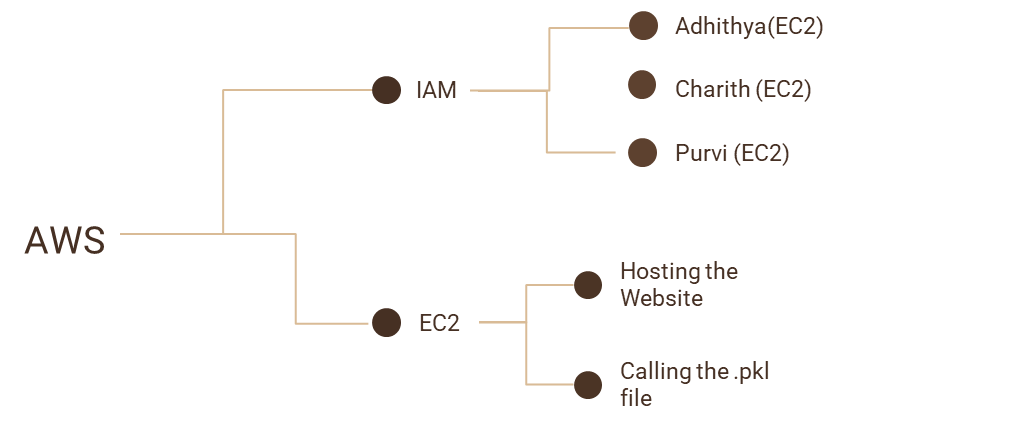 AWS
IAM
Adhithya(EC2)
Charith (EC2)
Purvi (EC2)
EC2
Hosting the
Website
Calling the .pkl
file